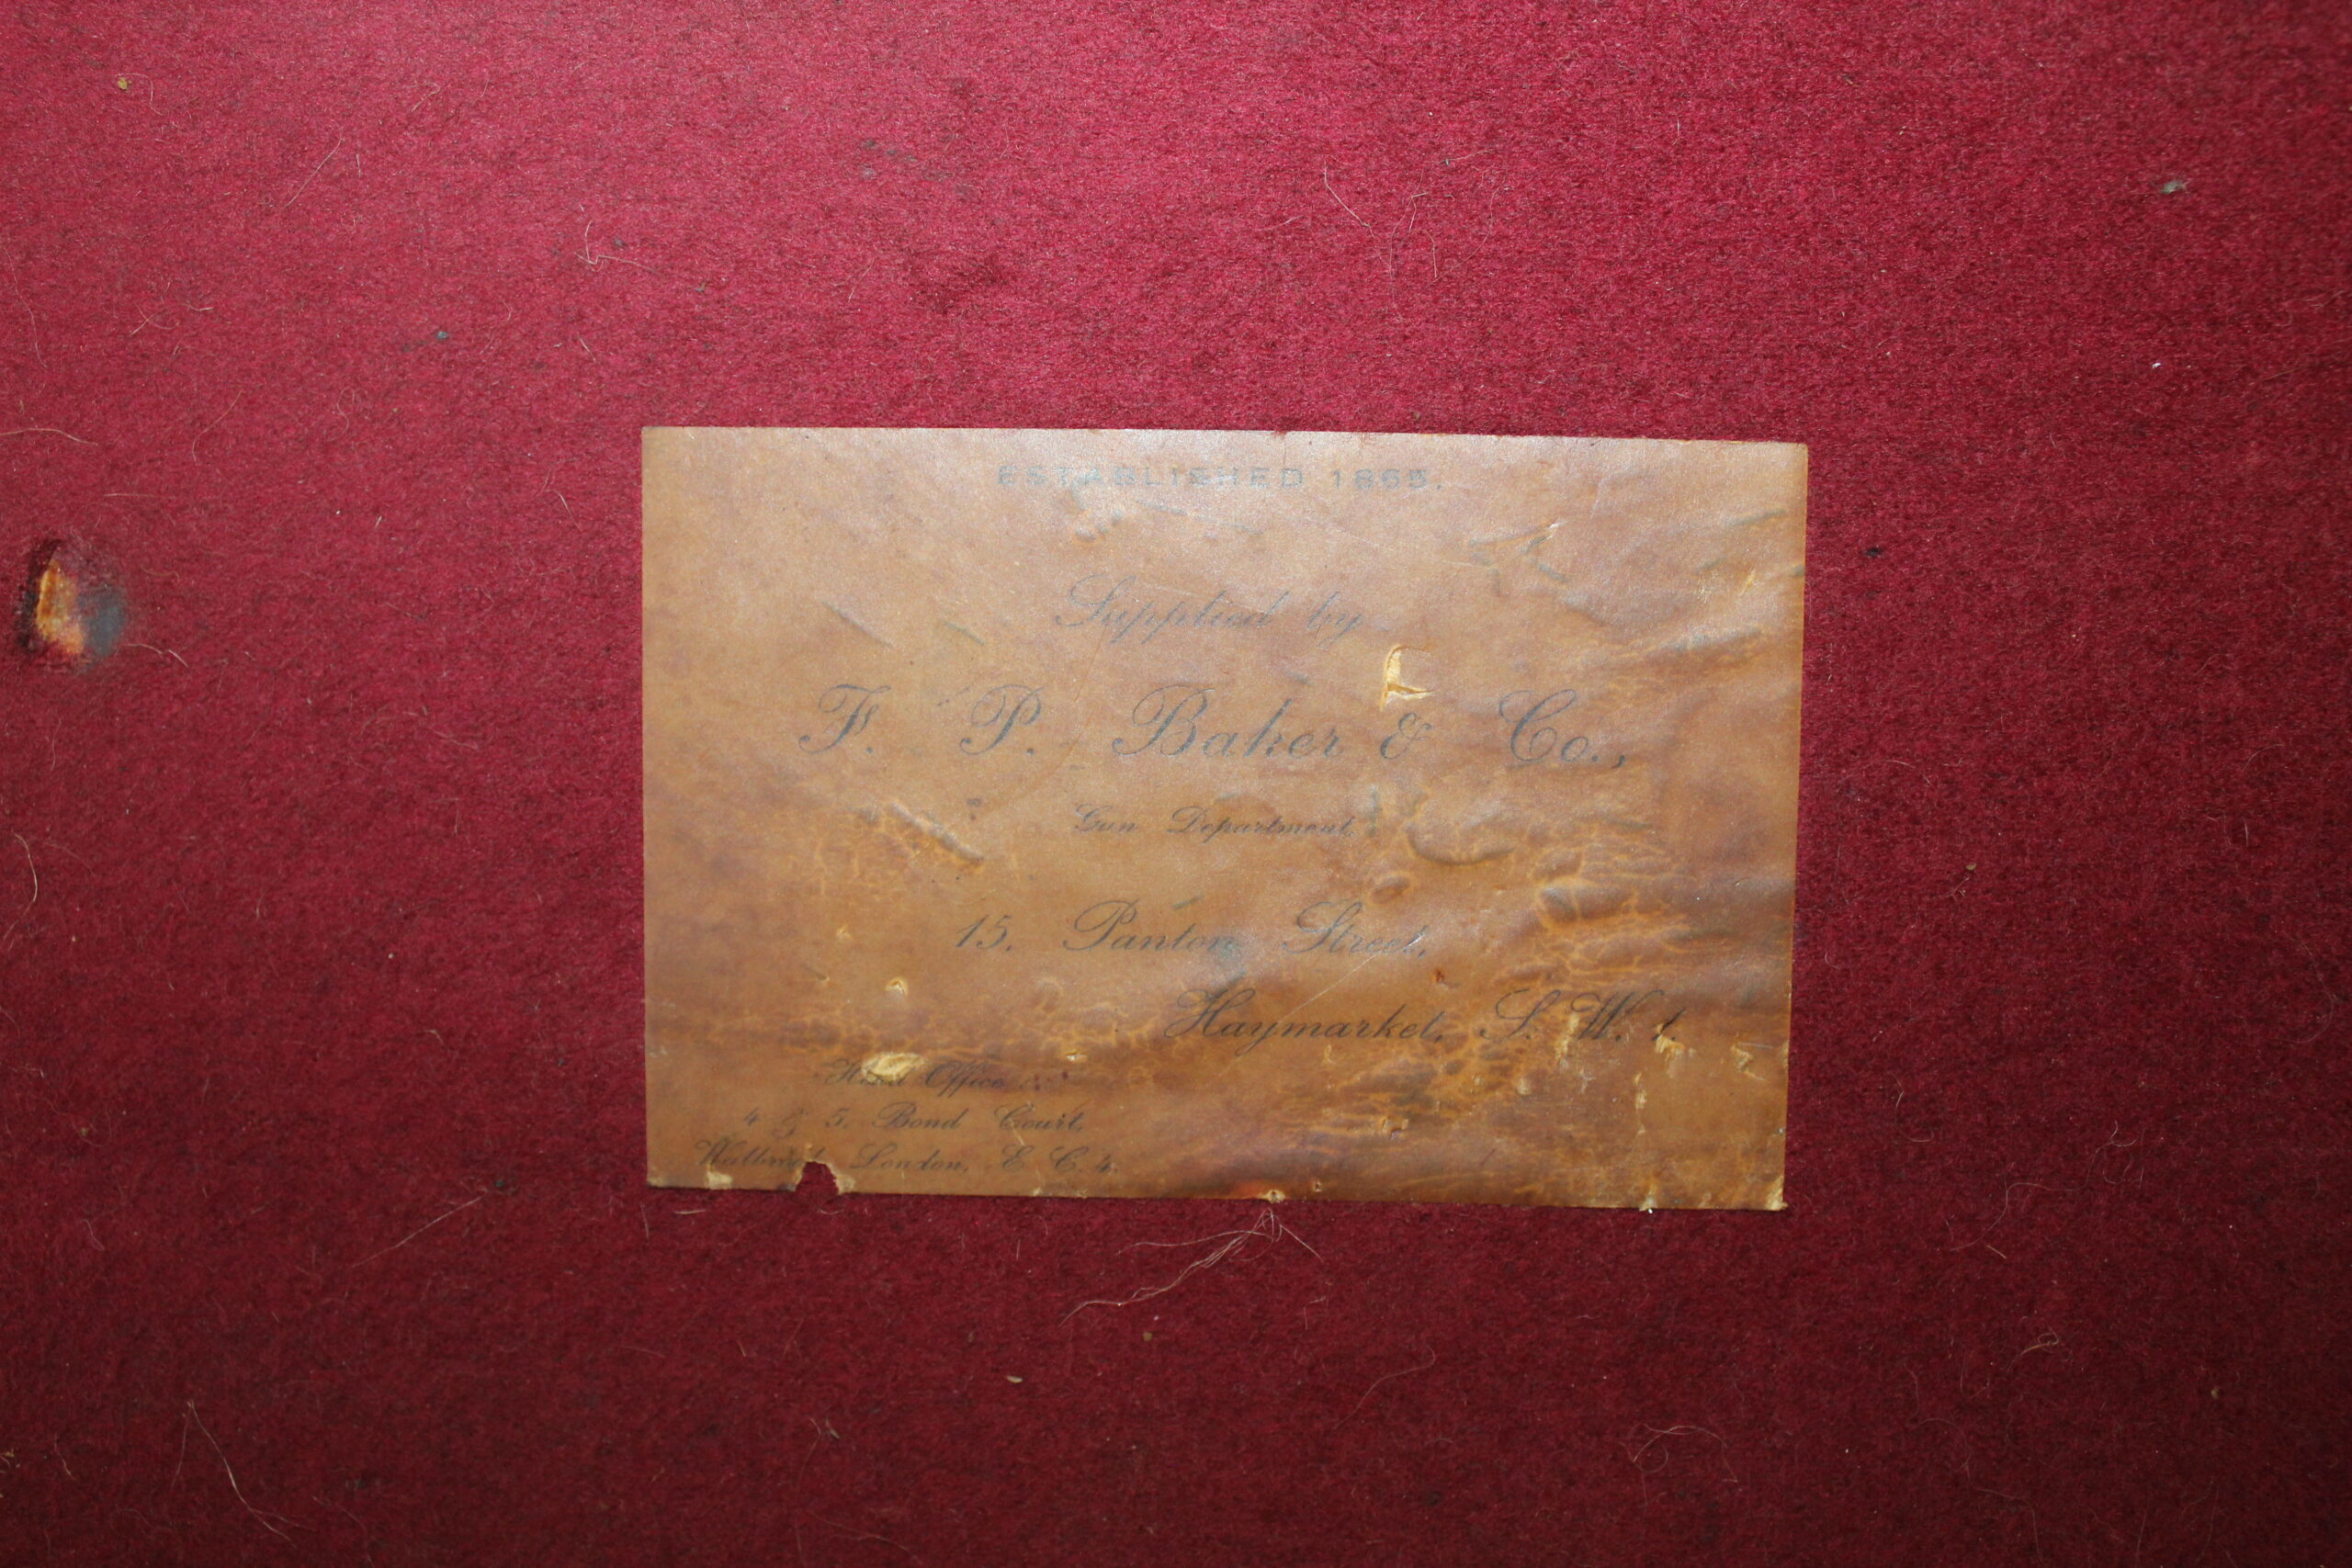 ESTABLISHED 1865.
Supplied by
F. P. Baker & Co.,
Gun Department,
15, Panton Street,
Haymarket, S. W. 1.
Head Office :
4 & 5, Bond Court,
Walbrook, London, E. C. 4.